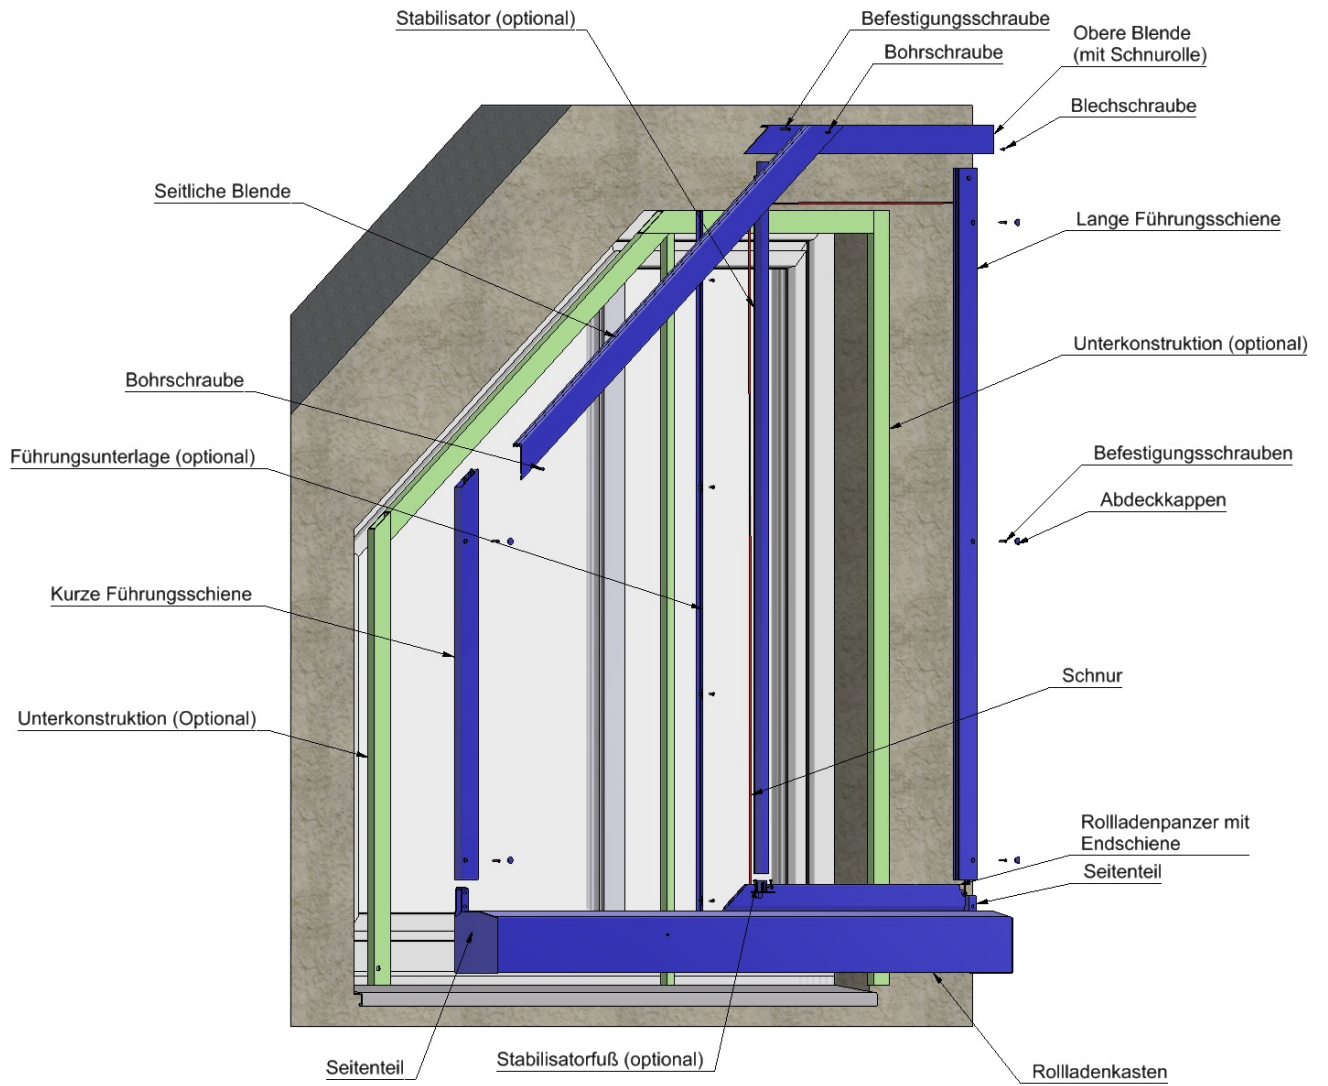 Stabilisator (optional)
Befestigungsschraube
Obere Blende
(mit Schnurolle)
Bohrschraube
Blechschraube
Seitliche Blende
Lange Führungsschiene
Unterkonstruktion (optional)
Bohrschraube
Führungsunterlage (optional)
Befestigungsschrauben
Abdeckkappen
Kurze Führungsschiene
Schnur
Unterkonstruktion (Optional)
Rollladenpanzer mit
Endschiene
Seitenteil
Seitenteil
Stabilisatorfuß (optional)
Rollladenkasten